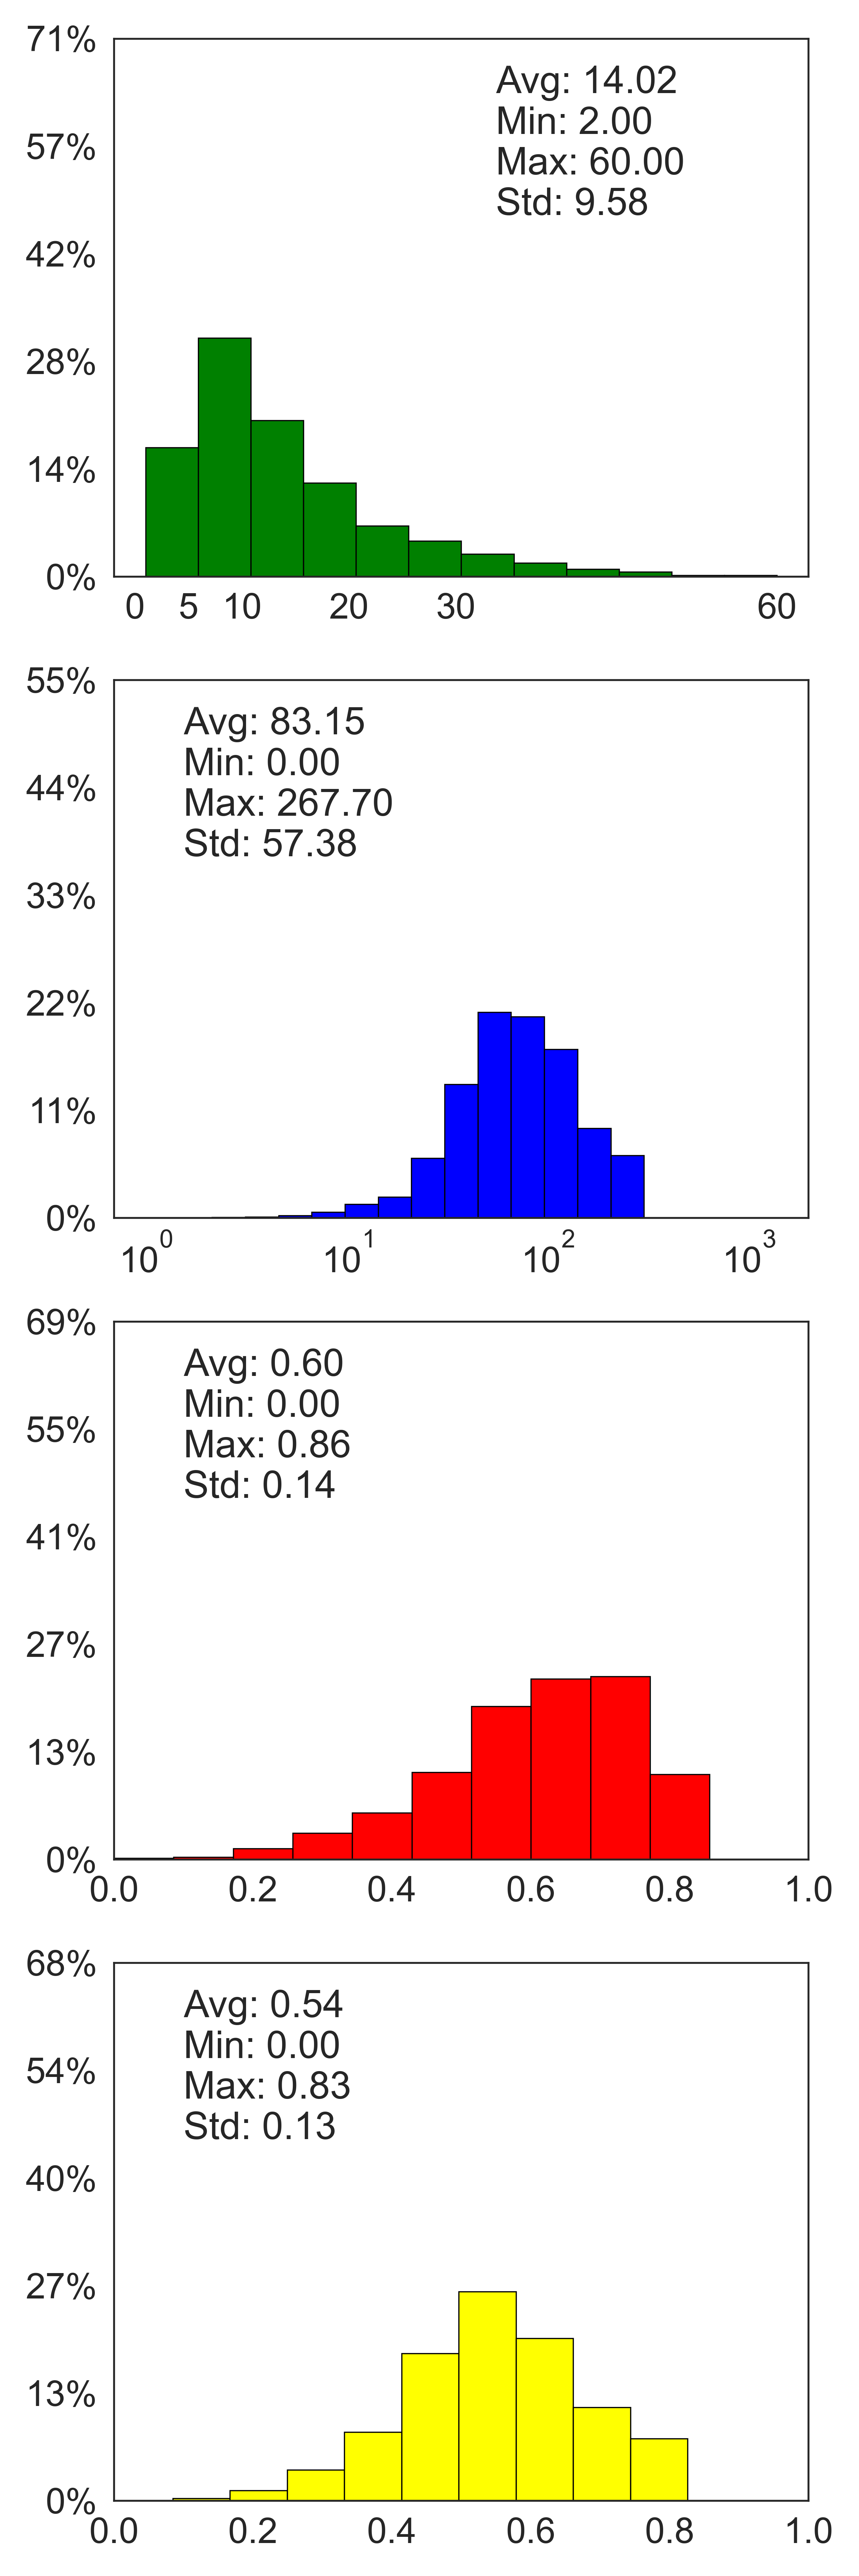 71%
Avg: 14.02
Min: 2.00
57%
Max: 60.00
Std: 9.58
42%
28%
14%
0%
0 5 10 20 30 60
55%
Avg: 83.15
Min: 0.00
44%
Max: 267.70
Std: 57.38
33%
22%
11%
0%
10^0 10^1 10^2 10^3
69%
Avg: 0.60
Min: 0.00
55%
Max: 0.86
Std: 0.14
41%
27%
13%
0%
0.0 0.2 0.4 0.6 0.8 1.0
68%
Avg: 0.54
Min: 0.00
54%
Max: 0.83
Std: 0.13
40%
27%
13%
0%
0.0 0.2 0.4 0.6 0.8 1.0